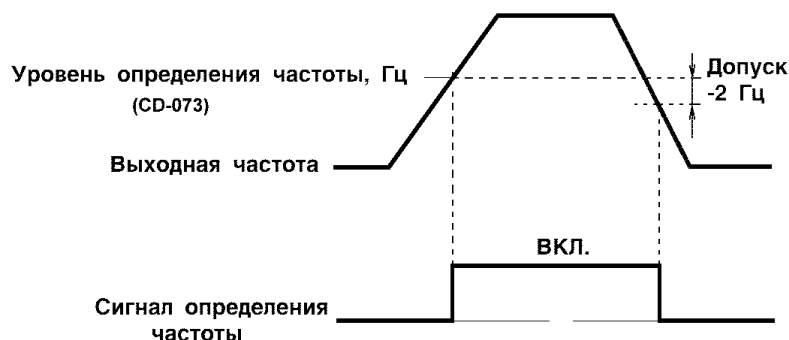 Допуск
-2 Гц
Уровень определения частоты, Гц
(CD-073)
Выходная частота
ВКЛ.
Сигнал определения
частоты